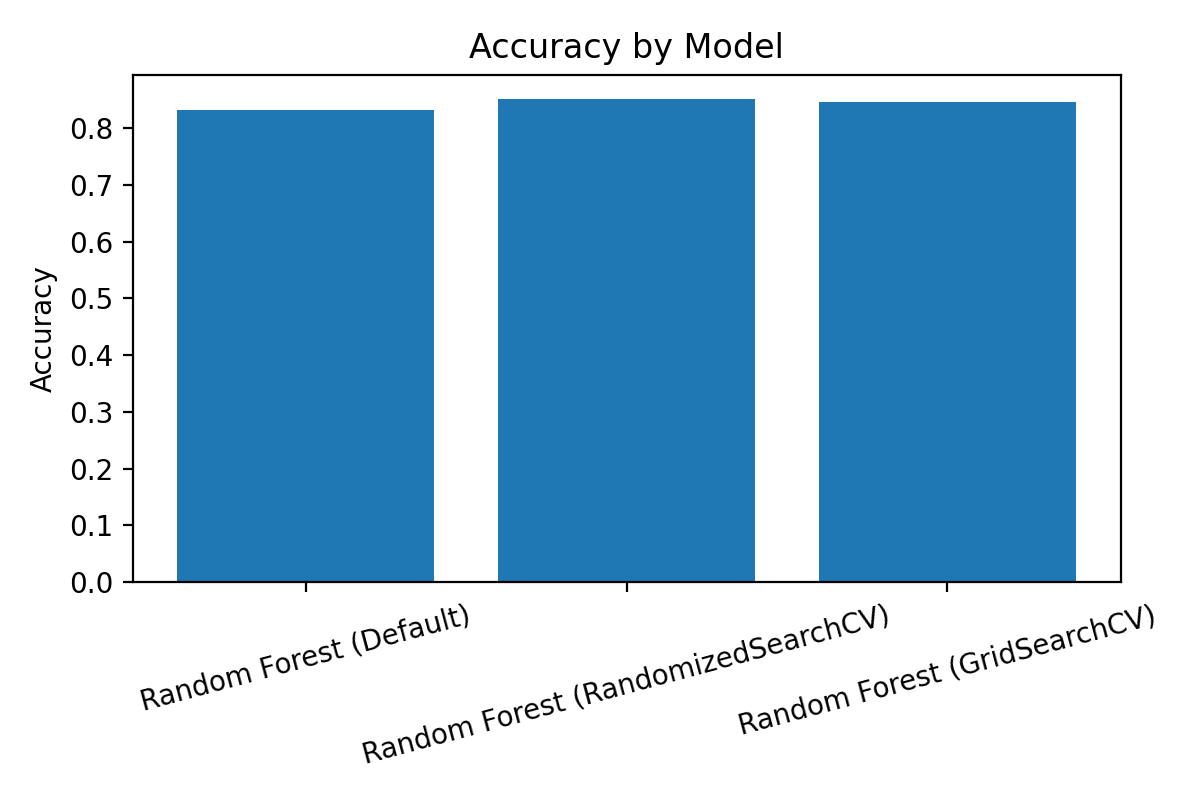 Accuracy by Model
Accuracy
0.8
0.7
0.6
0.5
0.4
0.3
0.2
0.1
0.0
Random Forest (Default)
Random Forest (RandomizedSearchCV)
Random Forest (GridSearchCV)